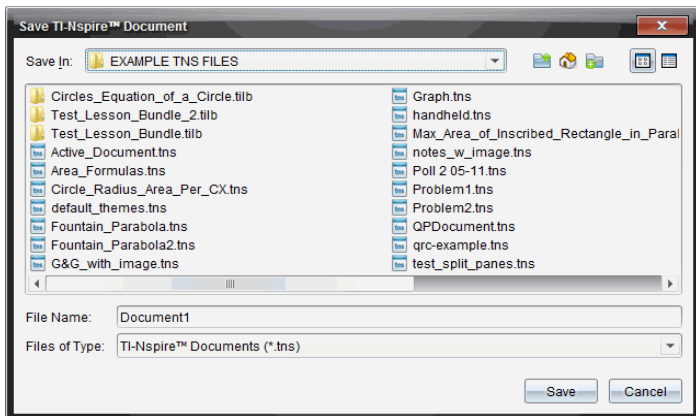 Save TI-Nspire™ Document
Save In: EXAMPLE TNS FILES
Circles_Equation_of_a_Circle.tilb
Test_Lesson_Bundle_2.tilb
Test_Lesson_Bundle.tilb
Active_Document.tns
Area_Formulas.tns
Circle_Radius_Area_Per_CX.tns
default_themes.tns
Fountain_Parabola.tns
Fountain_Parabola2.tns
G&G_with_image.tns
Graph.tns
handheld.tns
Max_Area_of_Inscribed_Rectangle_in_Paral
notes_w_image.tns
Poll 2 05-11.tns
Problem1.tns
Problem2.tns
QPDocument.tns
qrc-example.tns
test_split_panes.tns
File Name: Document1
Files of Type: TI-Nspire™ Documents (*.tns)
Save Cancel